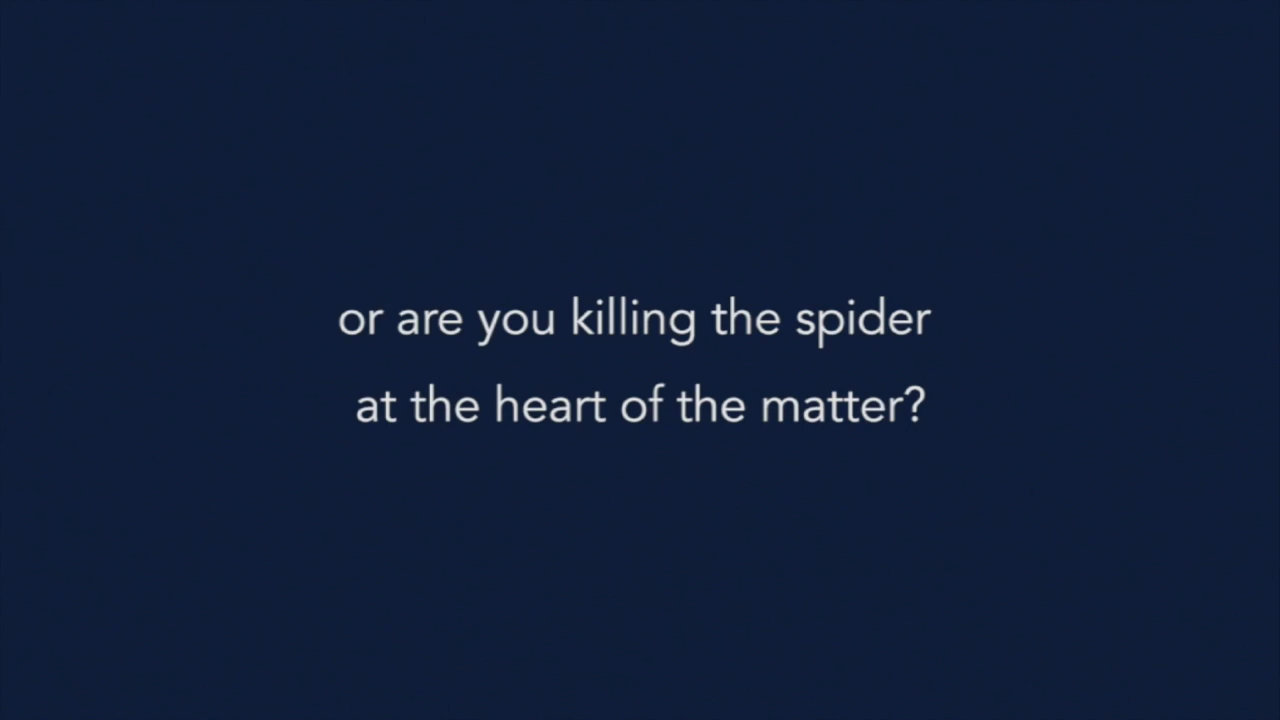 or are you killing the spider
at the heart of the matter?